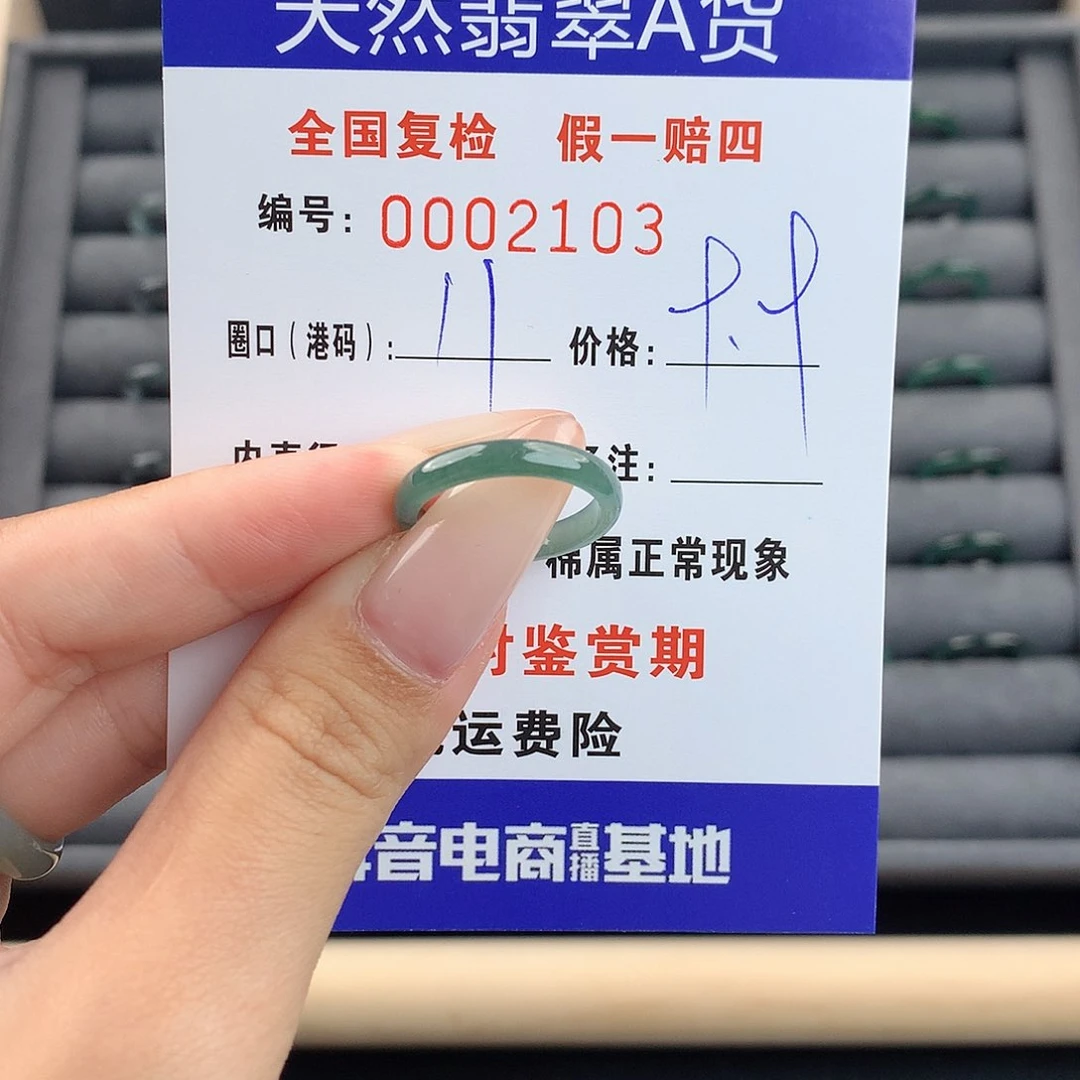 天然翡翠A货
全国复检 假一赔四
编号：0002103
圈口（港码）：11 价格：
注：
棉属正常现象
时鉴赏期
运费险
音电商直播基地